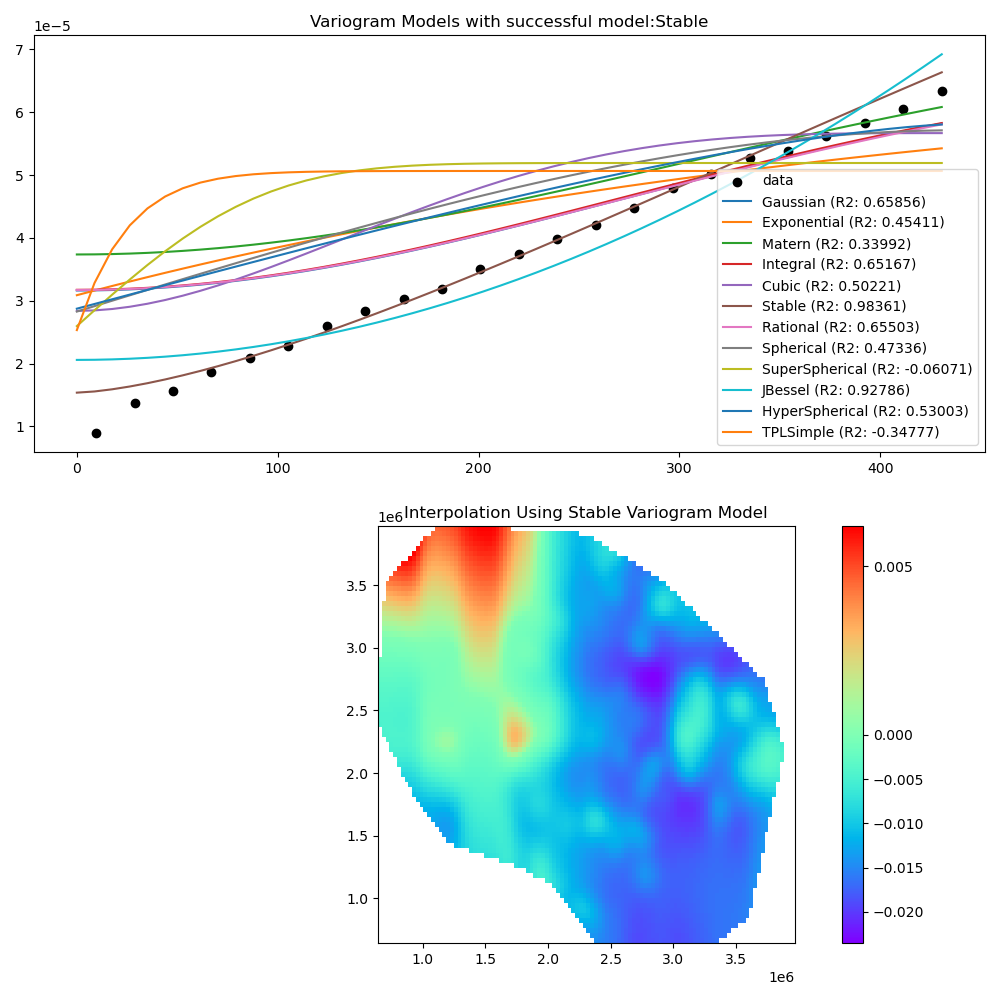 Variogram Models with successful model:Stable
1e−5
7
6
5
4
3
2
1
0
100
200
300
400
data
Gaussian (R2: 0.65856)
Exponential (R2: 0.45411)
Matern (R2: 0.33992)
Integral (R2: 0.65167)
Cubic (R2: 0.50221)
Stable (R2: 0.98361)
Rational (R2: 0.65503)
Spherical (R2: 0.47336)
SuperSpherical (R2: -0.06071)
JBessel (R2: 0.92786)
HyperSpherical (R2: 0.53003)
TPLSimple (R2: -0.34777)
Interpolation Using Stable Variogram Model
1e6
3.5
3.0
2.5
2.0
1.5
1.0
1.0
1.5
2.0
2.5
3.0
3.5
1e6
0.005
0.000
−0.005
−0.010
−0.015
−0.020